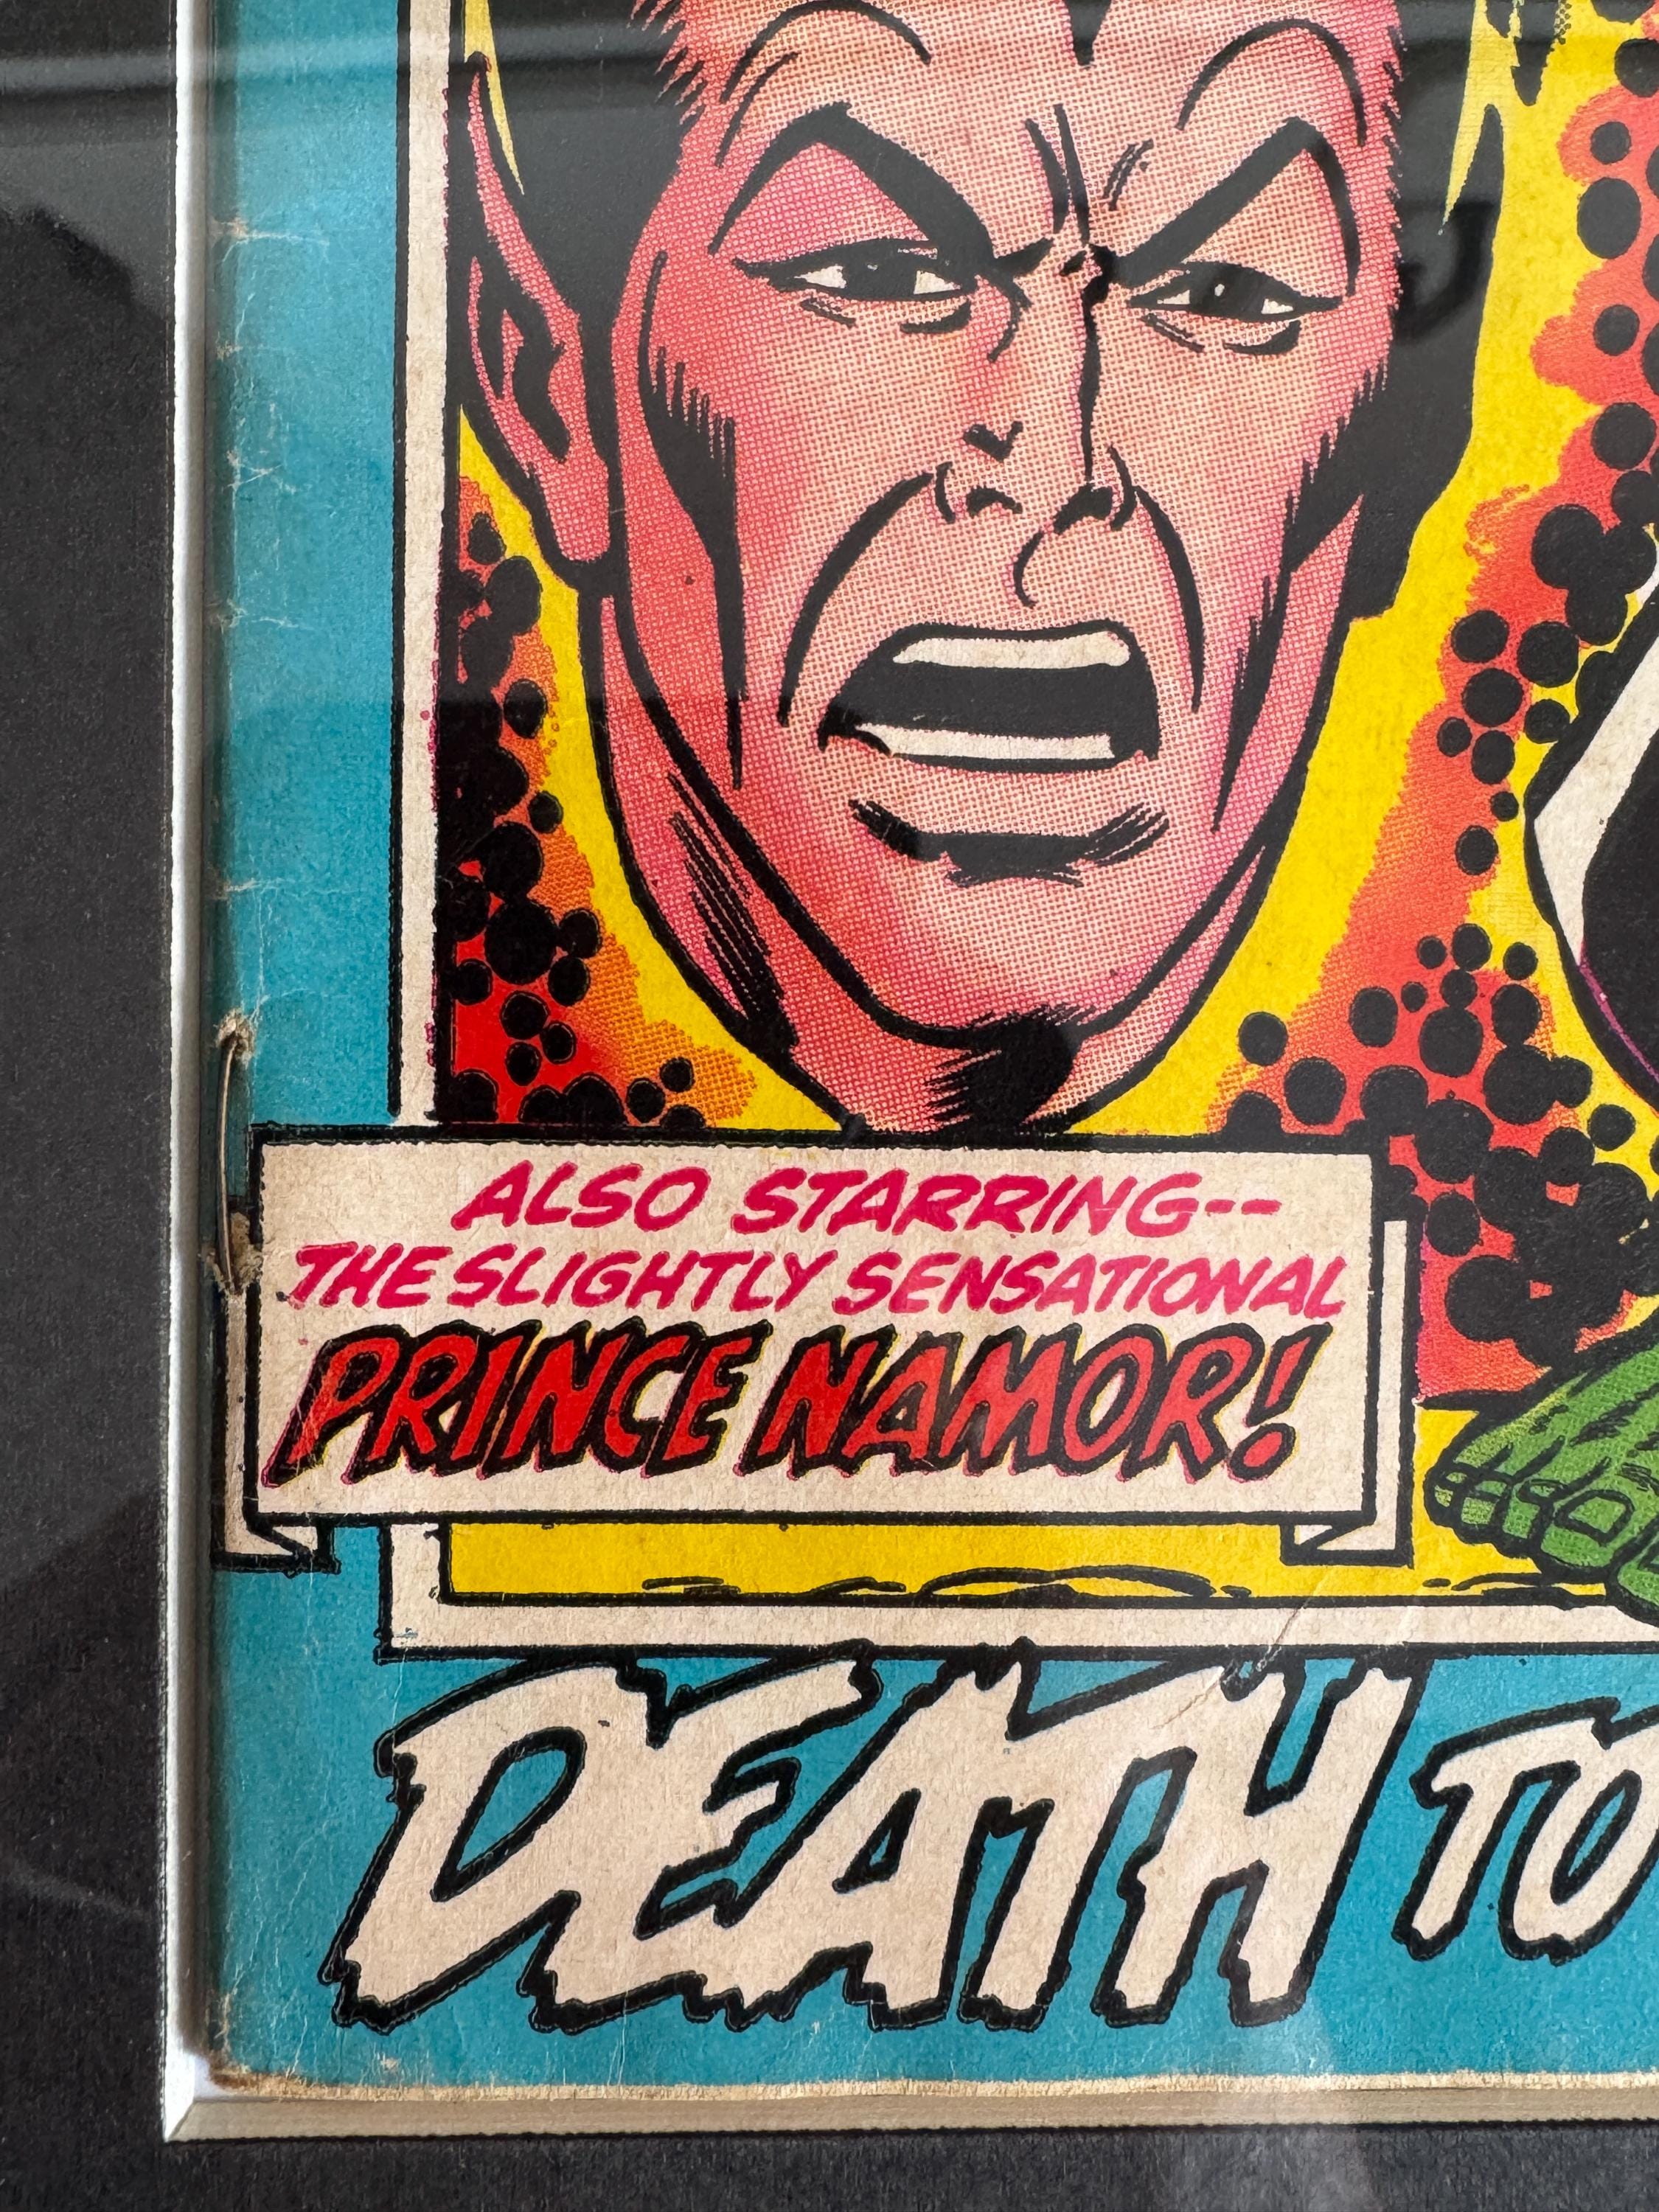 ALSO STARRING--
THE SLIGHTLY SENSATIONAL
PRINCE NAMOR!
DEATH TO